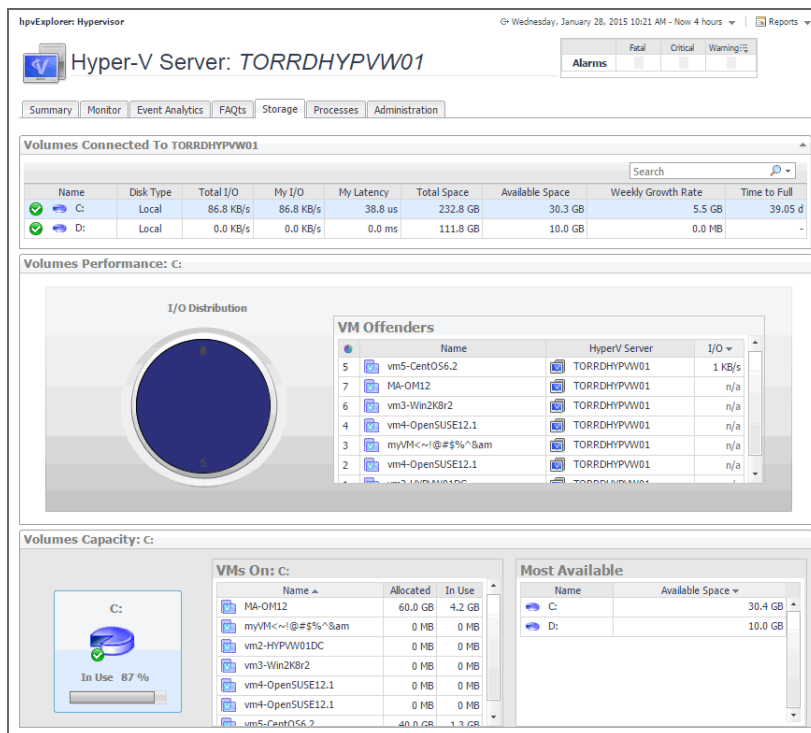 hpvExplorer: Hypervisor
Wednesday, January 28, 2015 10:21 AM - Now 4 hours
Reports
Hyper-V Server: TORRDHYPVW01
Fatal Critical Warning
Alarms
Summary Monitor Event Analytics FAQts Storage Processes Administration
Volumes Connected To TORRDHYPVW01
Search
Name Disk Type Total I/O My I/O My Latency Total Space Available Space Weekly Growth Rate Time to Full
C: Local 86.8 KB/s 86.8 KB/s 38.8 us 232.8 GB 30.3 GB 5.5 GB 39.05 d
D: Local 0.0 KB/s 0.0 KB/s 0.0 ms 111.8 GB 10.0 GB 0.0 MB -
Volumes Performance: C:
I/O Distribution
5
VM Offenders
Name HyperV Server I/O
5 vm5-CentOS6.2 TORRDHYPVW01 1 KB/s
7 MA-OM12 TORRDHYPVW01 n/a
6 vm3-Win2K8r2 TORRDHYPVW01 n/a
4 vm4-OpenSUSE12.1 TORRDHYPVW01 n/a
3 myVM<~!@#$%^&am TORRDHYPVW01 n/a
2 vm4-OpenSUSE12.1 TORRDHYPVW01 n/a
Volumes Capacity: C:
C:
In Use 87 %
VMs On: C:
Name Allocated In Use
MA-OM12 60.0 GB 4.2 GB
myVM<~!@#$%^&am 0 MB 0 MB
vm2-HYPVW01DC 0 MB 0 MB
vm3-Win2K8r2 0 MB 0 MB
vm4-OpenSUSE12.1 0 MB 0 MB
vm4-OpenSUSE12.1 0 MB 0 MB
vm5-CentOS6.2 40.0 GB 1.3 GB
Most Available
Name Available Space
C: 30.4 GB
D: 10.0 GB